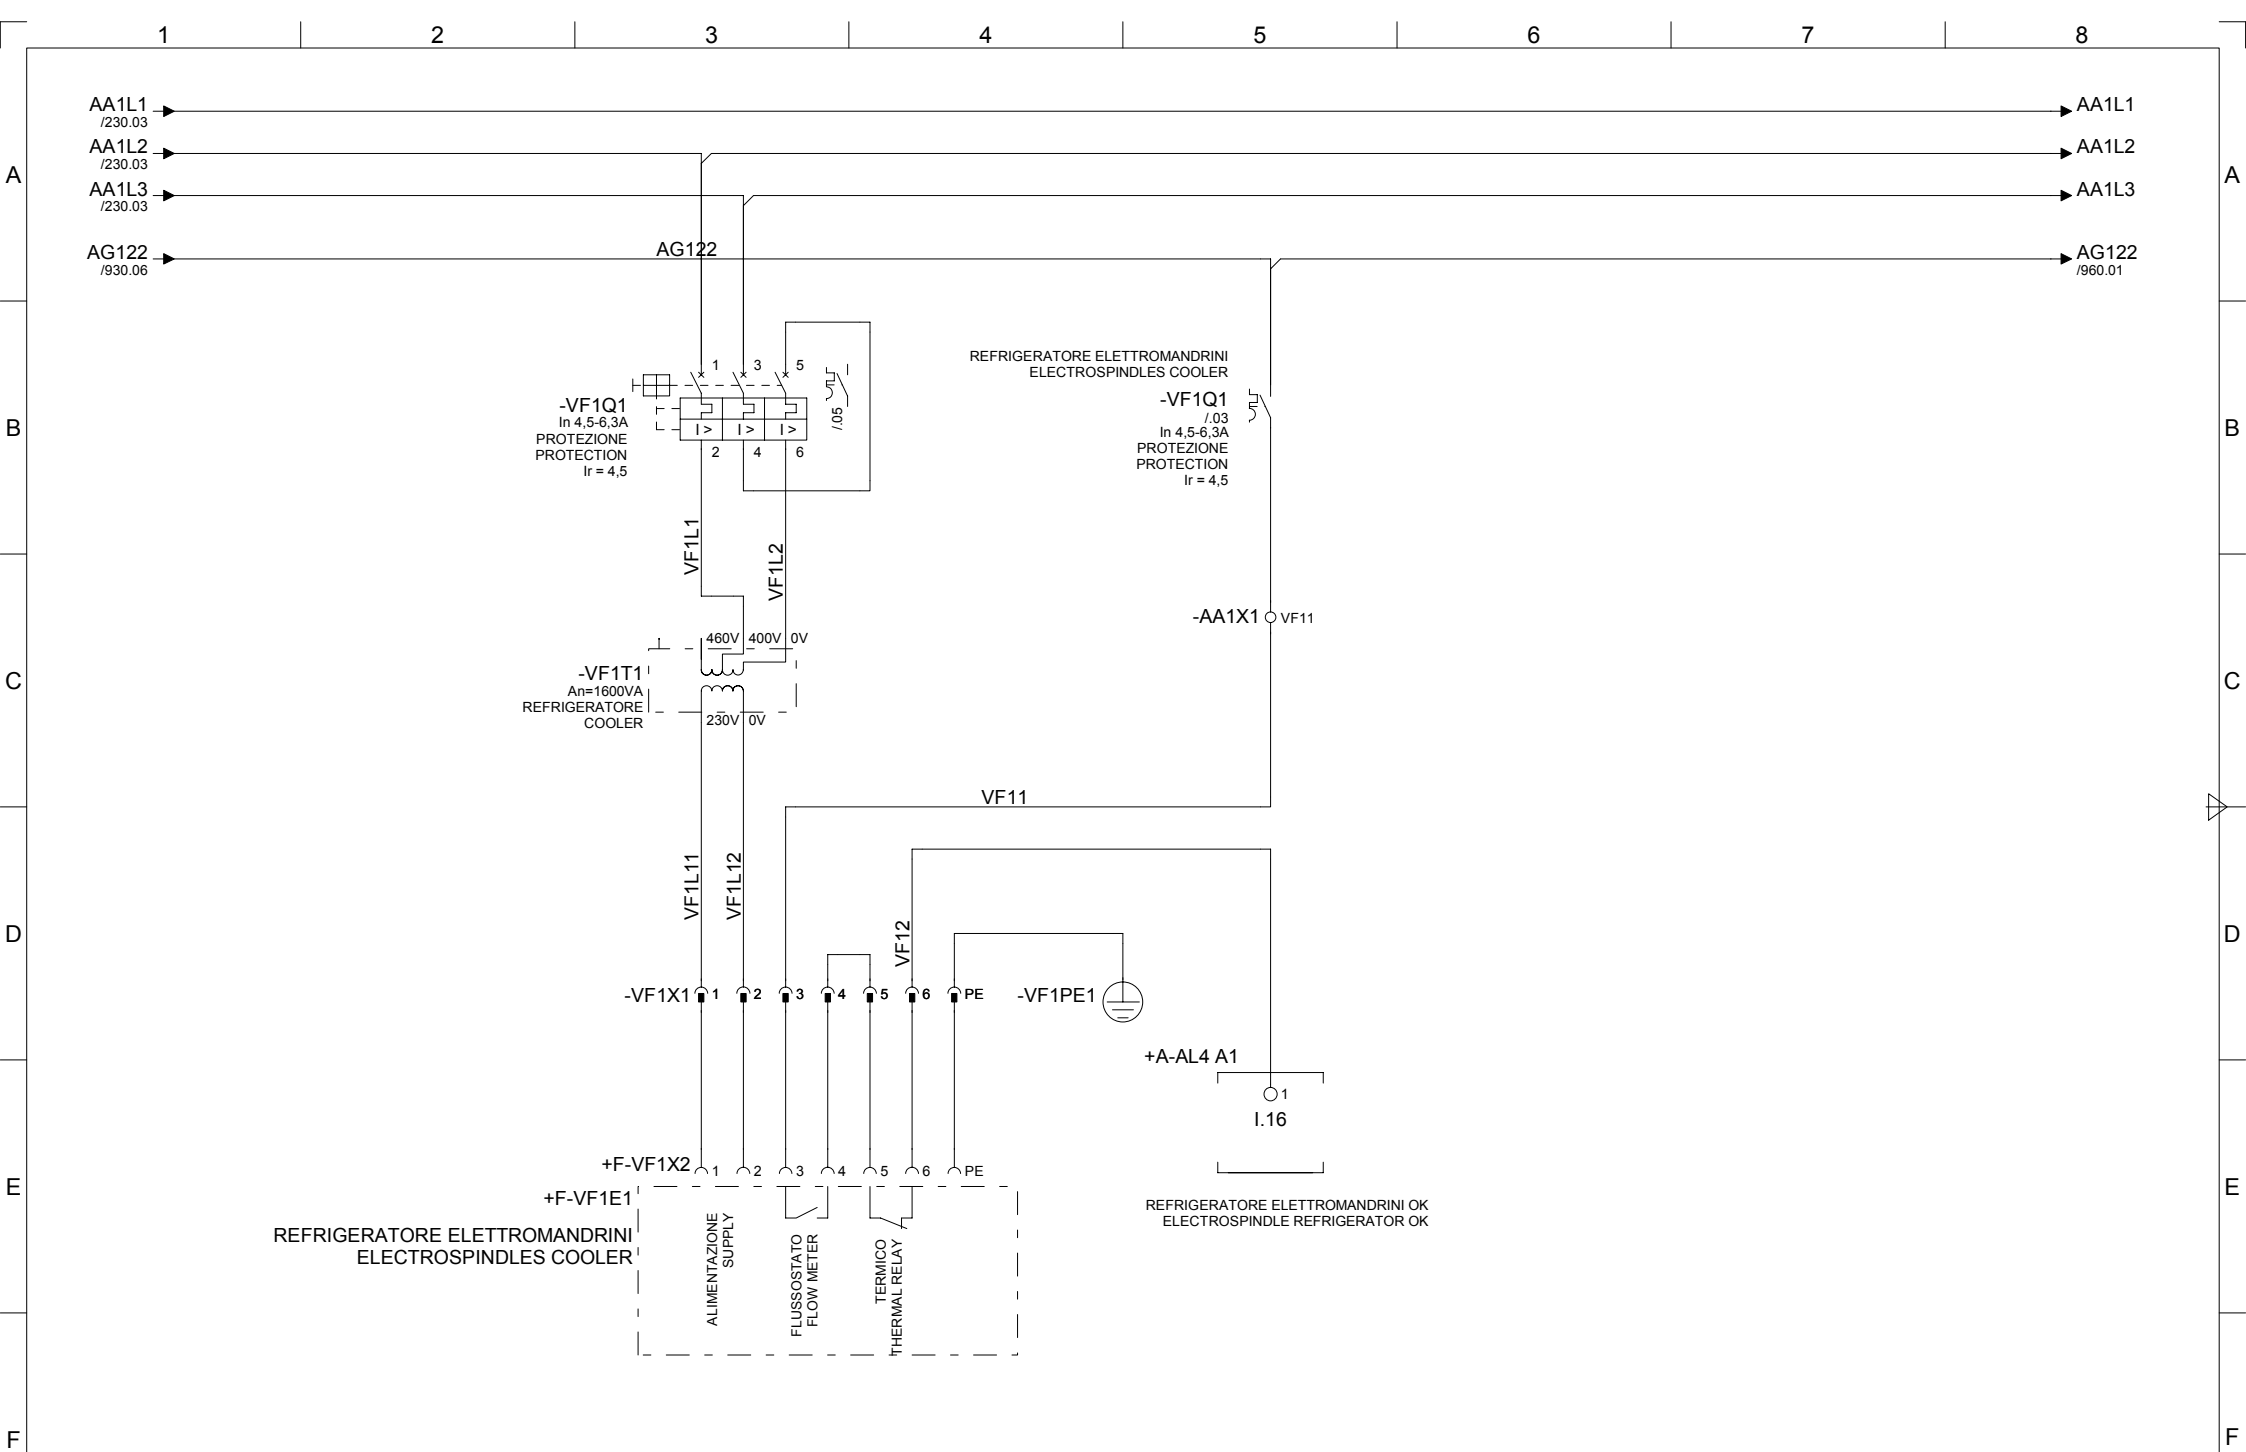 1 2 3 4 5 6 7 8
AA1L1 AA1L1
/230.03
AA1L2 AA1L2
/230.03
A A
AA1L3 AA1L3
/230.03
AG122 AG122 AG122
/930.06 /960.01
REFRIGERATORE ELETTROMANDRINI
ELECTROSPINDLES COOLER
1 3 5
-VF1Q1
In 4,5-6,3A
PROTEZIONE
PROTECTION
Ir = 4,5
I > I > I >
2 4 6
/.05
-VF1Q1
/.03
In 4,5-6,3A
PROTEZIONE
PROTECTION
Ir = 4,5
B B
VF1L1
VF1L2
-AA1X1 VF11
460V 400V 0V
-VF1T1
An=1600VA
REFRIGERATORE
COOLER
230V 0V
C C
VF11
VF1L11
VF1L12
VF12
D D
-VF1X1 1 2 3 4 5 6 PE
-VF1PE1
+A-AL4 A1
1
I.16
+F-VF1X2 1 2 3 4 5 6 PE
E E
+F-VF1E1
REFRIGERATORE ELETTROMANDRINI
ELECTROSPINDLES COOLER
ALIMENTAZIONE
SUPPLY
FLUSSOSTATO
FLOW METER
TERMICO
THERMAL RELAY
REFRIGERATORE ELETTROMANDRINI OK
ELECTROSPINDLE REFRIGERATOR OK
F F